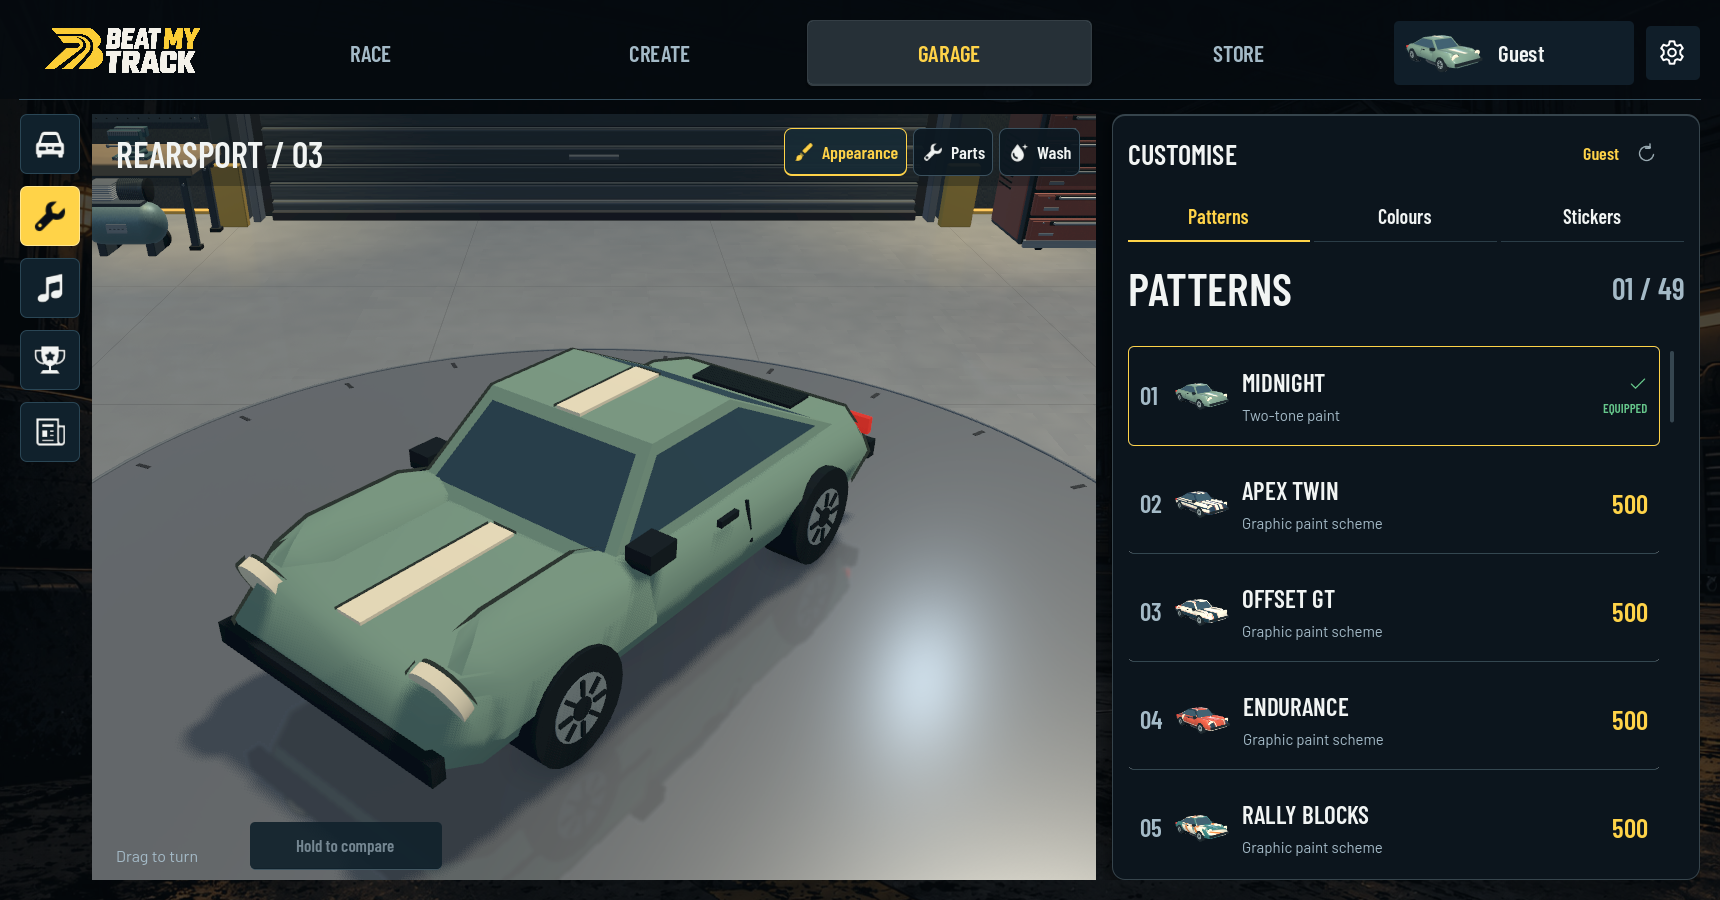 BEAT MY
TRACK
RACE
CREATE
GARAGE
STORE
Guest
REARSPORT / 03
Appearance
Parts
Wash
Drag to turn
Hold to compare
CUSTOMISE
Guest
Patterns
Colours
Stickers
PATTERNS
01 / 49
01
MIDNIGHT
Two-tone paint
EQUIPPED
02
APEX TWIN
Graphic paint scheme
500
03
OFFSET GT
Graphic paint scheme
500
04
ENDURANCE
Graphic paint scheme
500
05
RALLY BLOCKS
Graphic paint scheme
500